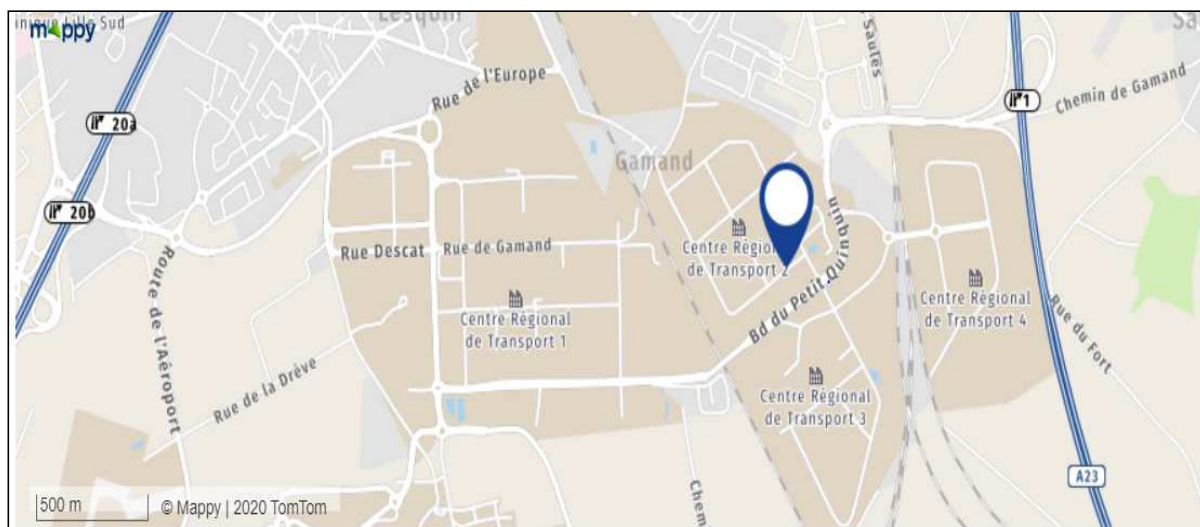 inique Lille Sud
mappy
Lesquin
Sa
Saules
Rue de l'Europe
1
Chemin de Gamand
20a
Gamand
20b
Rue Descat
Rue de Gamand
Centre Régional
de Transport 2
Bd du Petit Quinquin
Route de l'Aéroport
Centre Régional
de Transport 1
Centre Régional
de Transport 4
Rue du Fort
Rue de la Drève
Centre Régional
de Transport 3
A23
Chem
500 m
© Mappy | 2020 TomTom